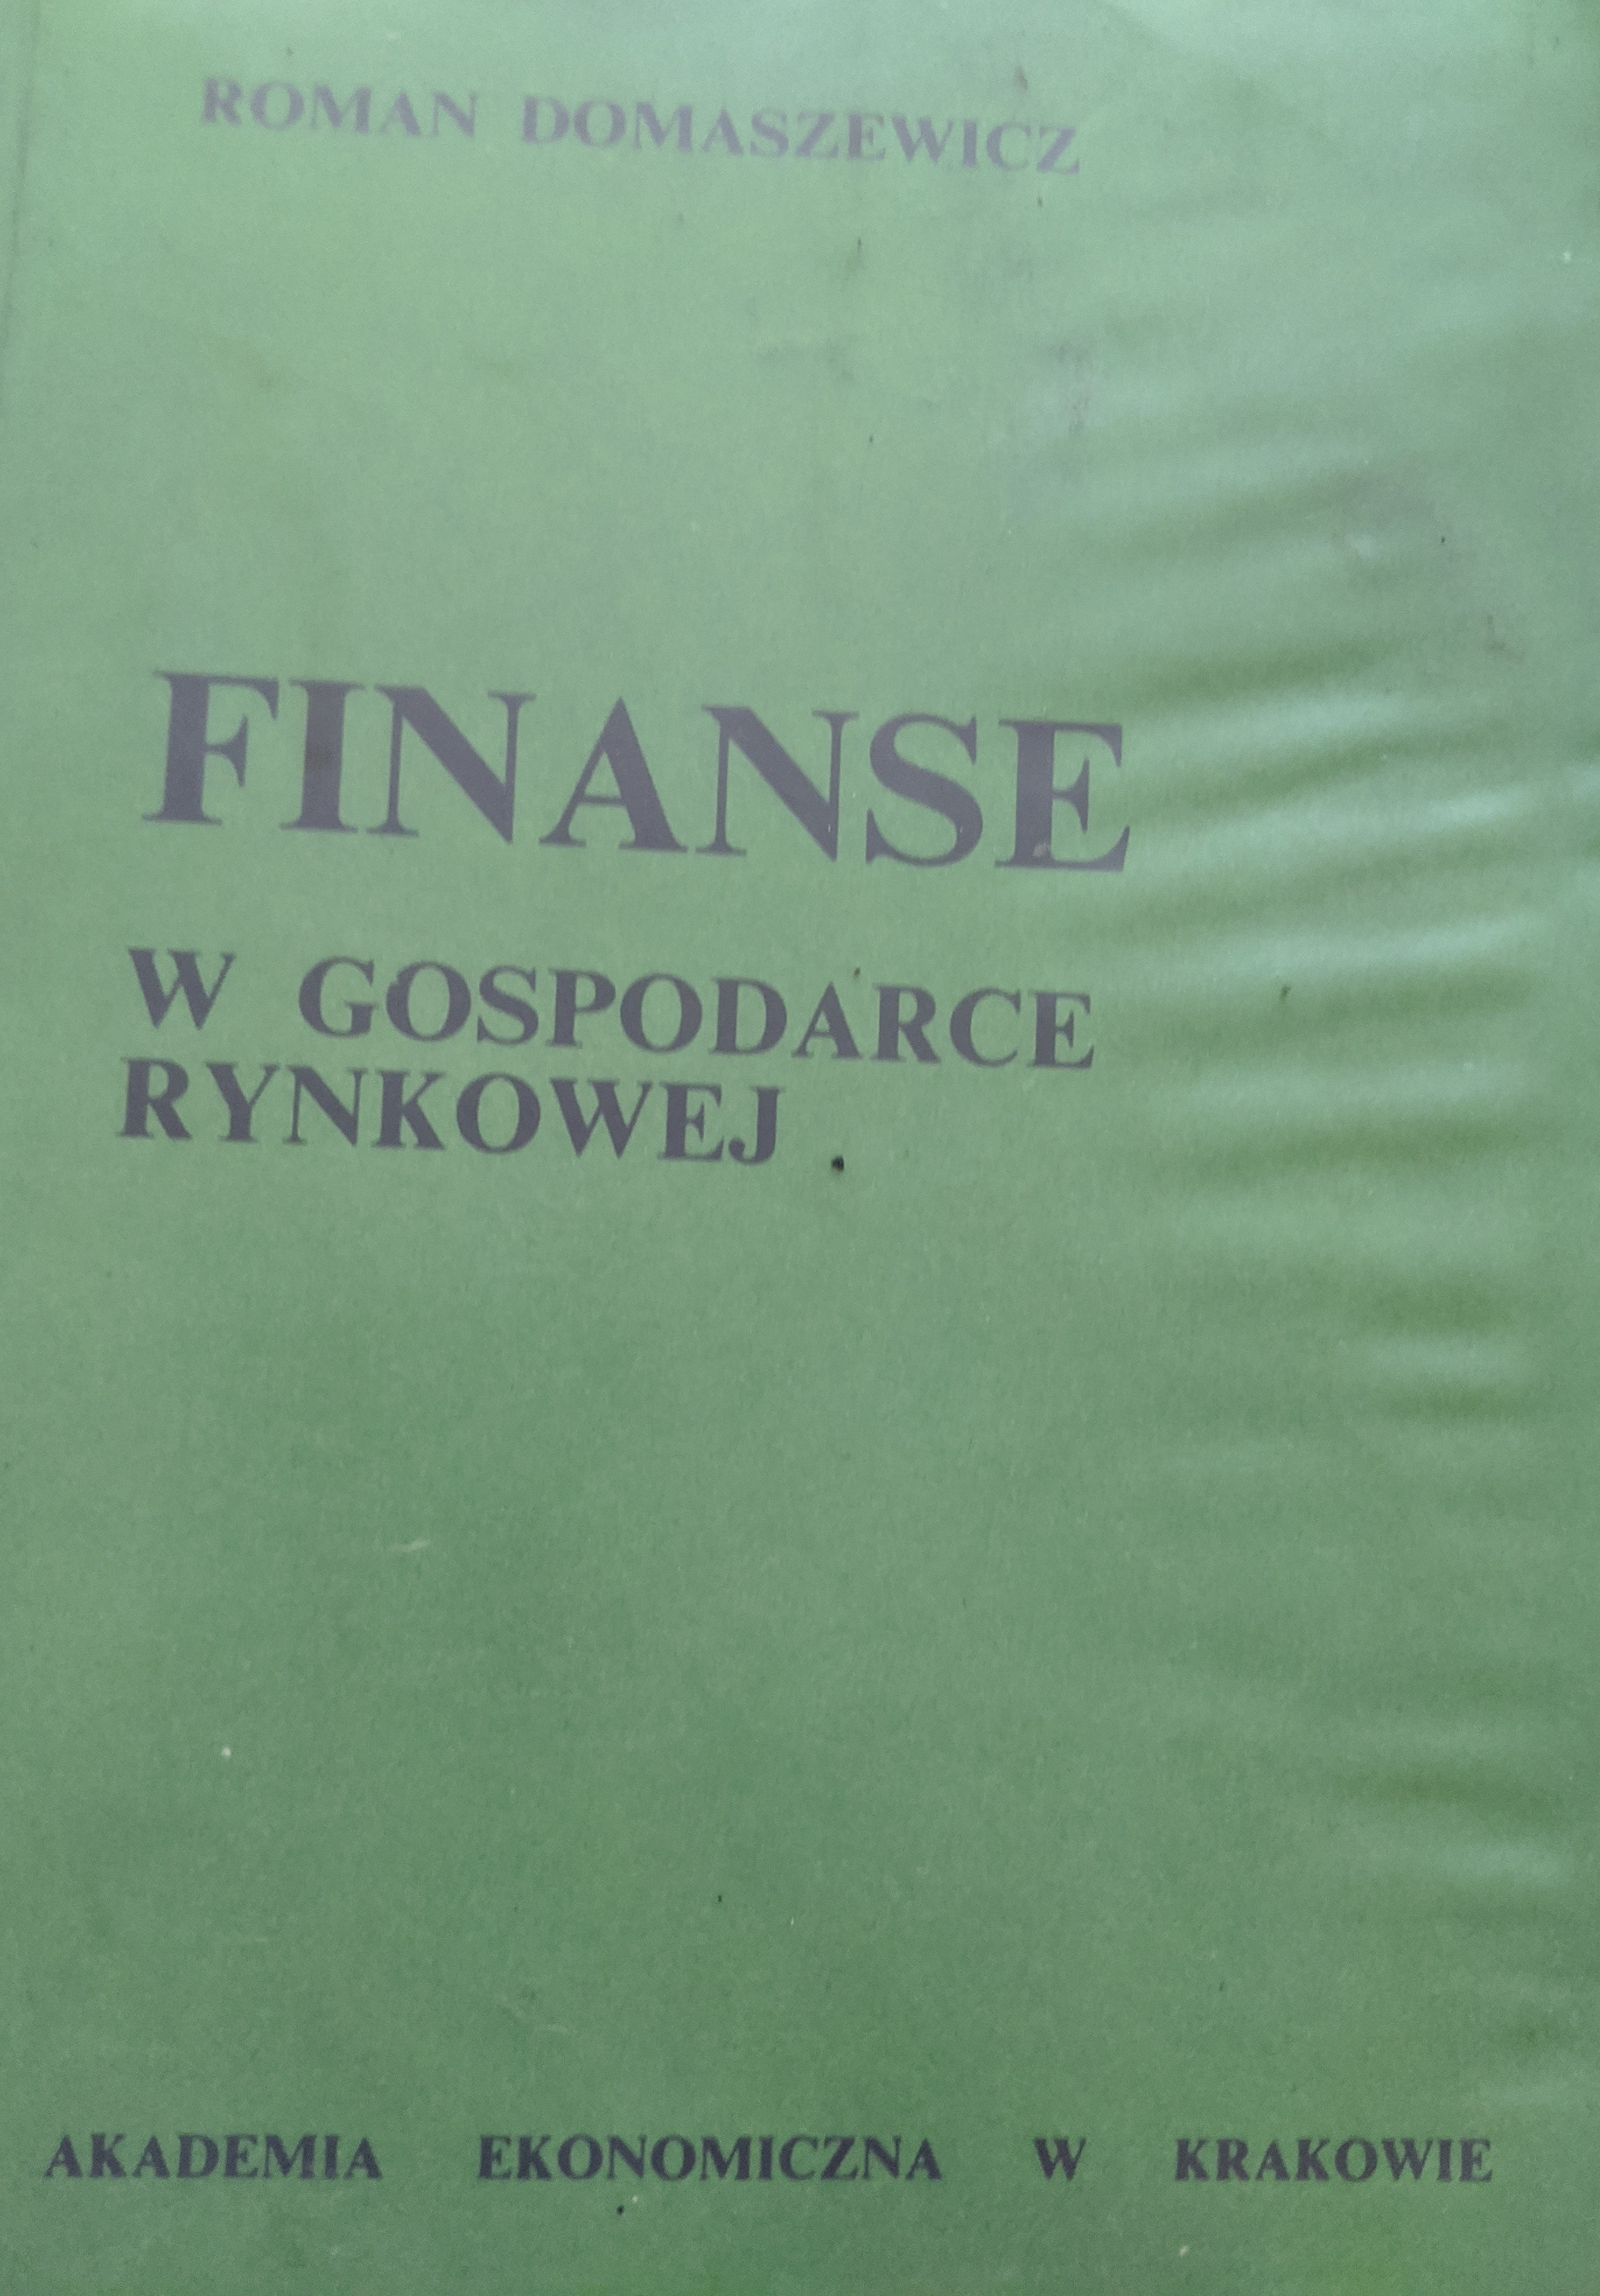 ROMAN DOMASZEWICZ
FINANSE
W GOSPODARCE
RYNKOWEJ
AKADEMIA EKONOMICZNA W KRAKOWIE